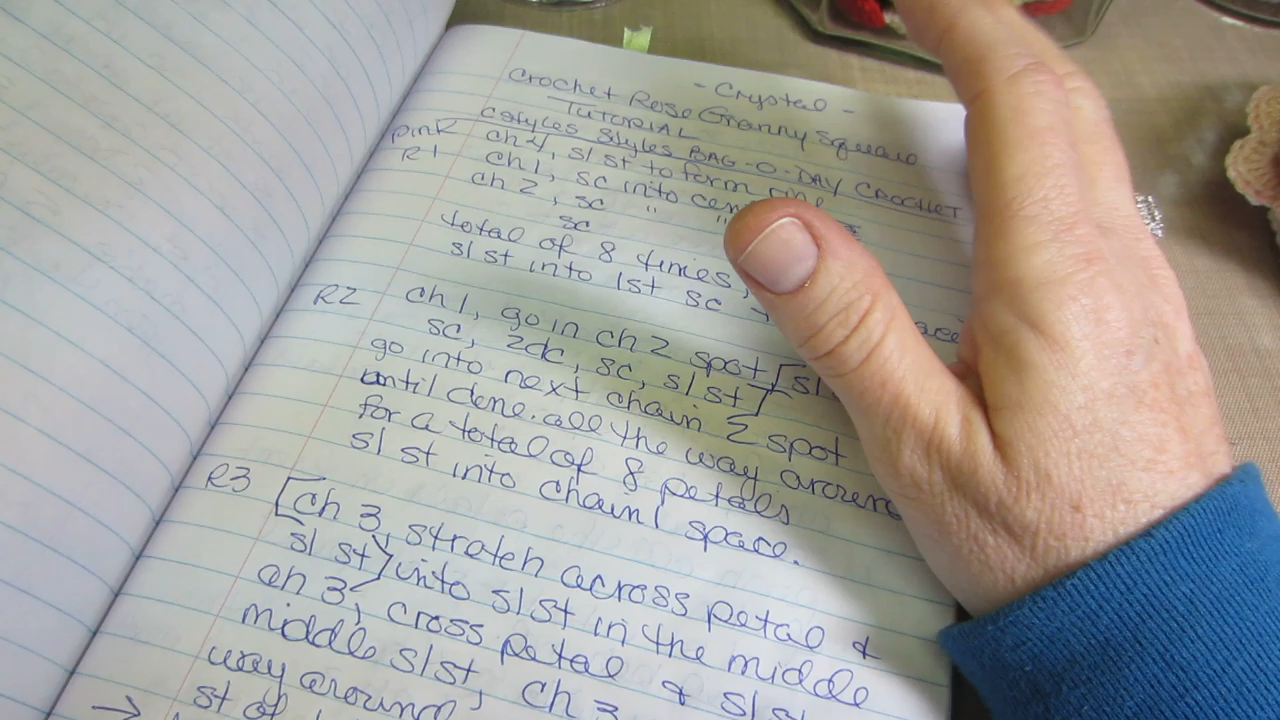 - Crystal -
Crochet Rose Granny Square
TUTORIAL
Styles BAG-O-DAY CROCHET
Pink ch 4, sl st to form ring
R1 ch 1, sc into
ch 2, sc " "
sc
total of 8 times,
sl st into 1st sc
R2 ch 1, go in ch 2 spot [sl
sc, 2dc, sc, sl st]
go into next chain 2 spot
until done. all the way around
for a total of 8 petals
sl st into chain 1 space.
R3 [ch 3, stretch across petal &
sl st] into sl st in the middle
ch 3, cross petal & sl st
middle sl st, ch 3
way around
st of
→